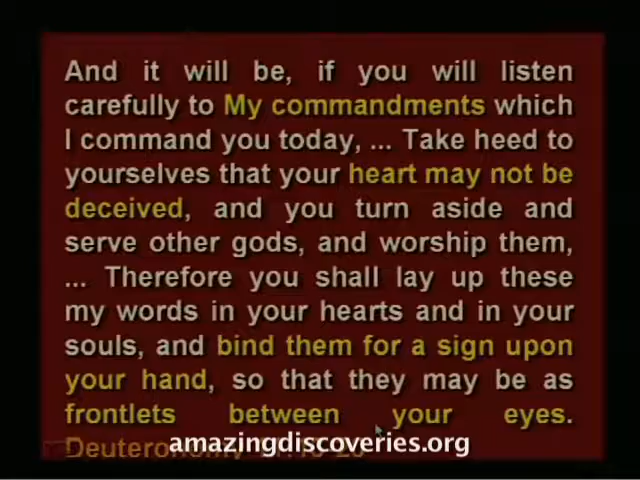 And it will be, if you will listen
carefully to My commandments which
I command you today, ... Take heed to
yourselves that your heart may not be
deceived, and you turn aside and
serve other gods, and worship them,
... Therefore you shall lay up these
my words in your hearts and in your
souls, and bind them for a sign upon
your hand, so that they may be as
frontlets between your eyes.
amazingdiscoveries.org